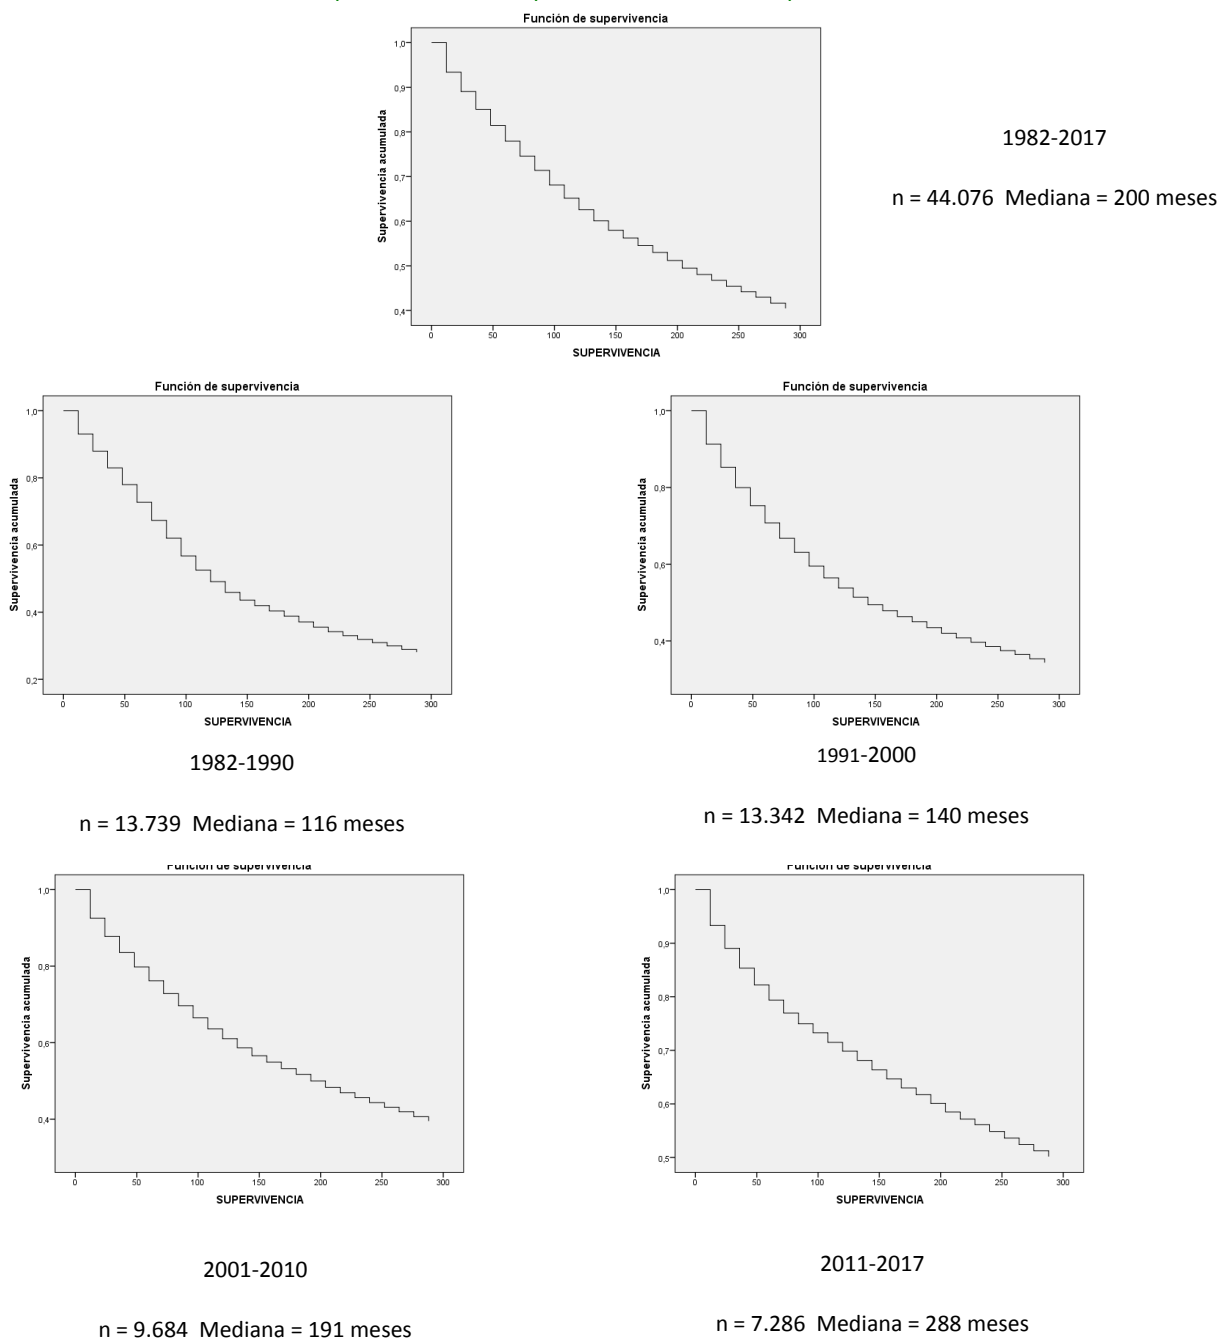 Función de supervivencia
1,0
0,9
0,8
0,7
0,6
0,5
0,4
Supervivencia acumulada
0 50 100 150 200 250 300
SUPERVIVENCIA
1982-2017
n = 44.076 Mediana = 200 meses
Función de supervivencia
1,0
0,8
0,6
0,4
0,2
Supervivencia acumulada
0 50 100 150 200 250 300
SUPERVIVENCIA
1982-1990
n = 13.739 Mediana = 116 meses
Función de supervivencia
1,0
0,8
0,6
0,4
Supervivencia acumulada
0 50 100 150 200 250 300
SUPERVIVENCIA
1991-2000
n = 13.342 Mediana = 140 meses
Función de supervivencia
1,0
0,8
0,6
0,4
Supervivencia acumulada
0 50 100 150 200 250 300
SUPERVIVENCIA
2001-2010
n = 9.684 Mediana = 191 meses
Función de supervivencia
1,0
0,9
0,8
0,7
0,6
0,5
Supervivencia acumulada
0 50 100 150 200 250 300
SUPERVIVENCIA
2011-2017
n = 7.286 Mediana = 288 meses